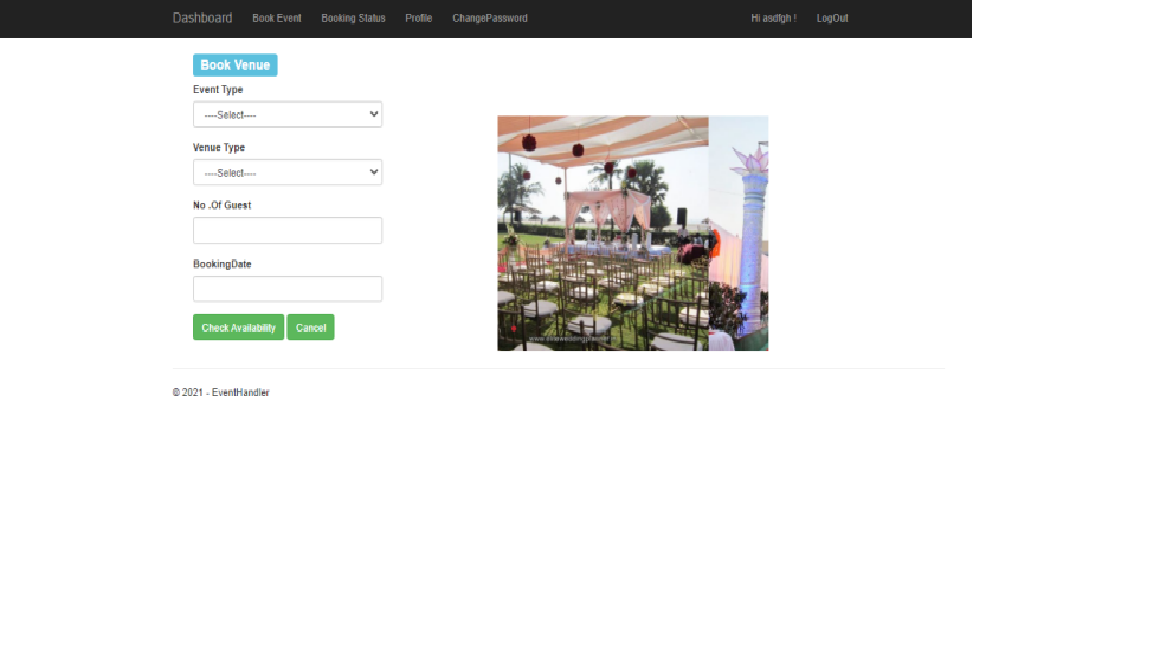 Dashboard Book Event Booking Status Profile ChangePassword Hi asdfgh ! LogOut
Book Venue
Event Type
----Select----
Venue Type
----Select----
No .Of Guest
BookingDate
Check Availability Cancel
© 2021 - EventHandler